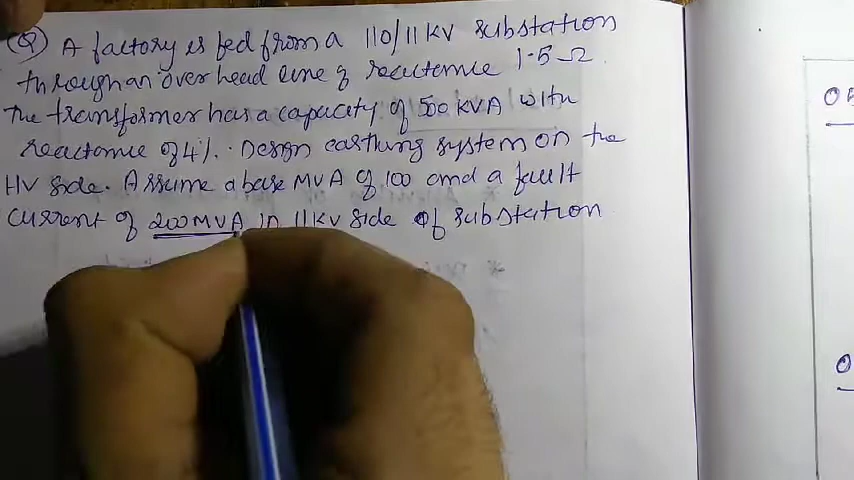 (Q) A factory is fed from a 110/11 KV substation
through an over head line of reactance 1.5 Ω.
The transformer has a capacity of 500 KVA with
reactance of 4%. Design earthing system on the
HV side. Assume a base MVA of 100 and a fault
current of 200 MVA in 11KV side of substation